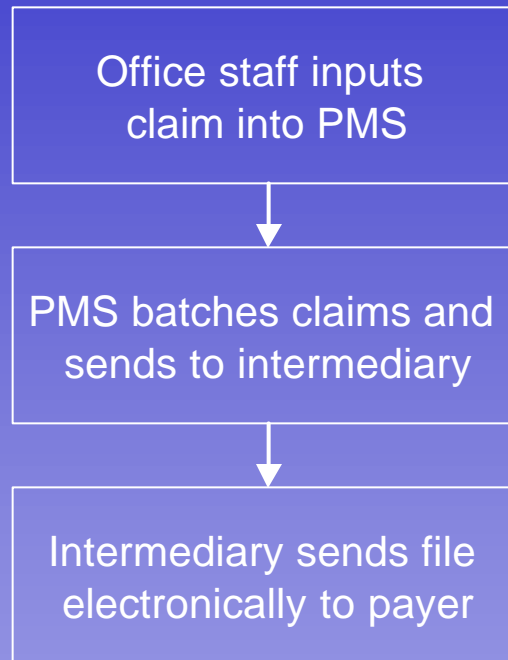 Office staff inputs
claim into PMS
PMS batches claims and
sends to intermediary
Intermediary sends file
electronically to payer